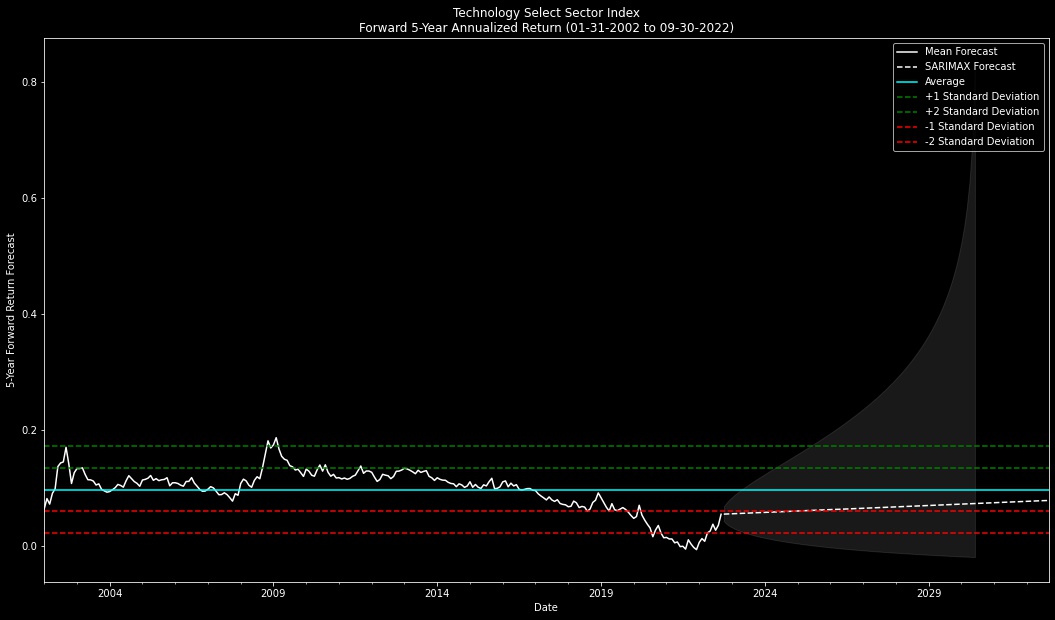 Technology Select Sector Index
Forward 5-Year Annualized Return (01-31-2002 to 09-30-2022)
Mean Forecast
SARIMAX Forecast
Average
+1 Standard Deviation
+2 Standard Deviation
-1 Standard Deviation
-2 Standard Deviation
5-Year Forward Return Forecast
0.8
0.6
0.4
0.2
0.0
2004
2009
2014
2019
2024
2029
Date